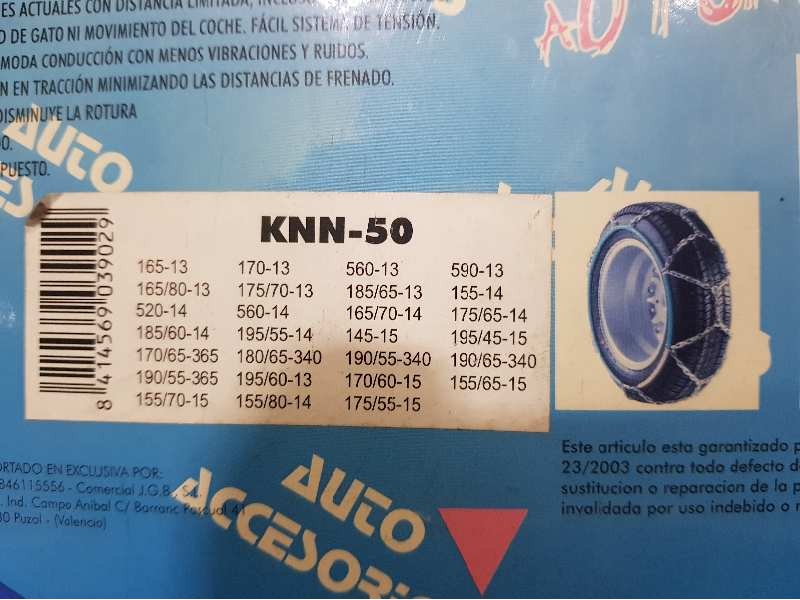 ES ACTUALES CON DISTANCIA LIMITADA,
D DE GATO NI MOVIMIENTO DEL COCHE. FÁCIL SISTEMA DE TENSIÓN.
MODA CONDUCCIÓN CON MENOS VIBRACIONES Y RUIDOS.
N EN TRACCIÓN MINIMIZANDO LAS DISTANCIAS DE FRENADO.
DISMINUYE LA ROTURA
O.
PUESTO.
AUTO
ES
KNN-50
165-13 170-13 560-13 590-13
165/80-13 175/70-13 185/65-13 155-14
520-14 560-14 165/70-14 175/65-14
185/60-14 195/55-14 145-15 195/45-15
170/65-365 180/65-340 190/55-340 190/65-340
190/55-365 195/60-13 170/60-15 155/65-15
155/70-15 155/80-14 175/55-15
8 414569 039029
ORTADO EN EXCLUSIVA POR:
846115556 - Comercial J.G.B., S.L.
. Ind. Campo Anibal C/ Barranc Pascual 41
30 Puzol - (Valencia)
AUTO
ACCESORI
Este articulo esta garantizado p
23/2003 contra todo defecto d
sustitucion o reparacion de la p
invalidada por uso indebido o